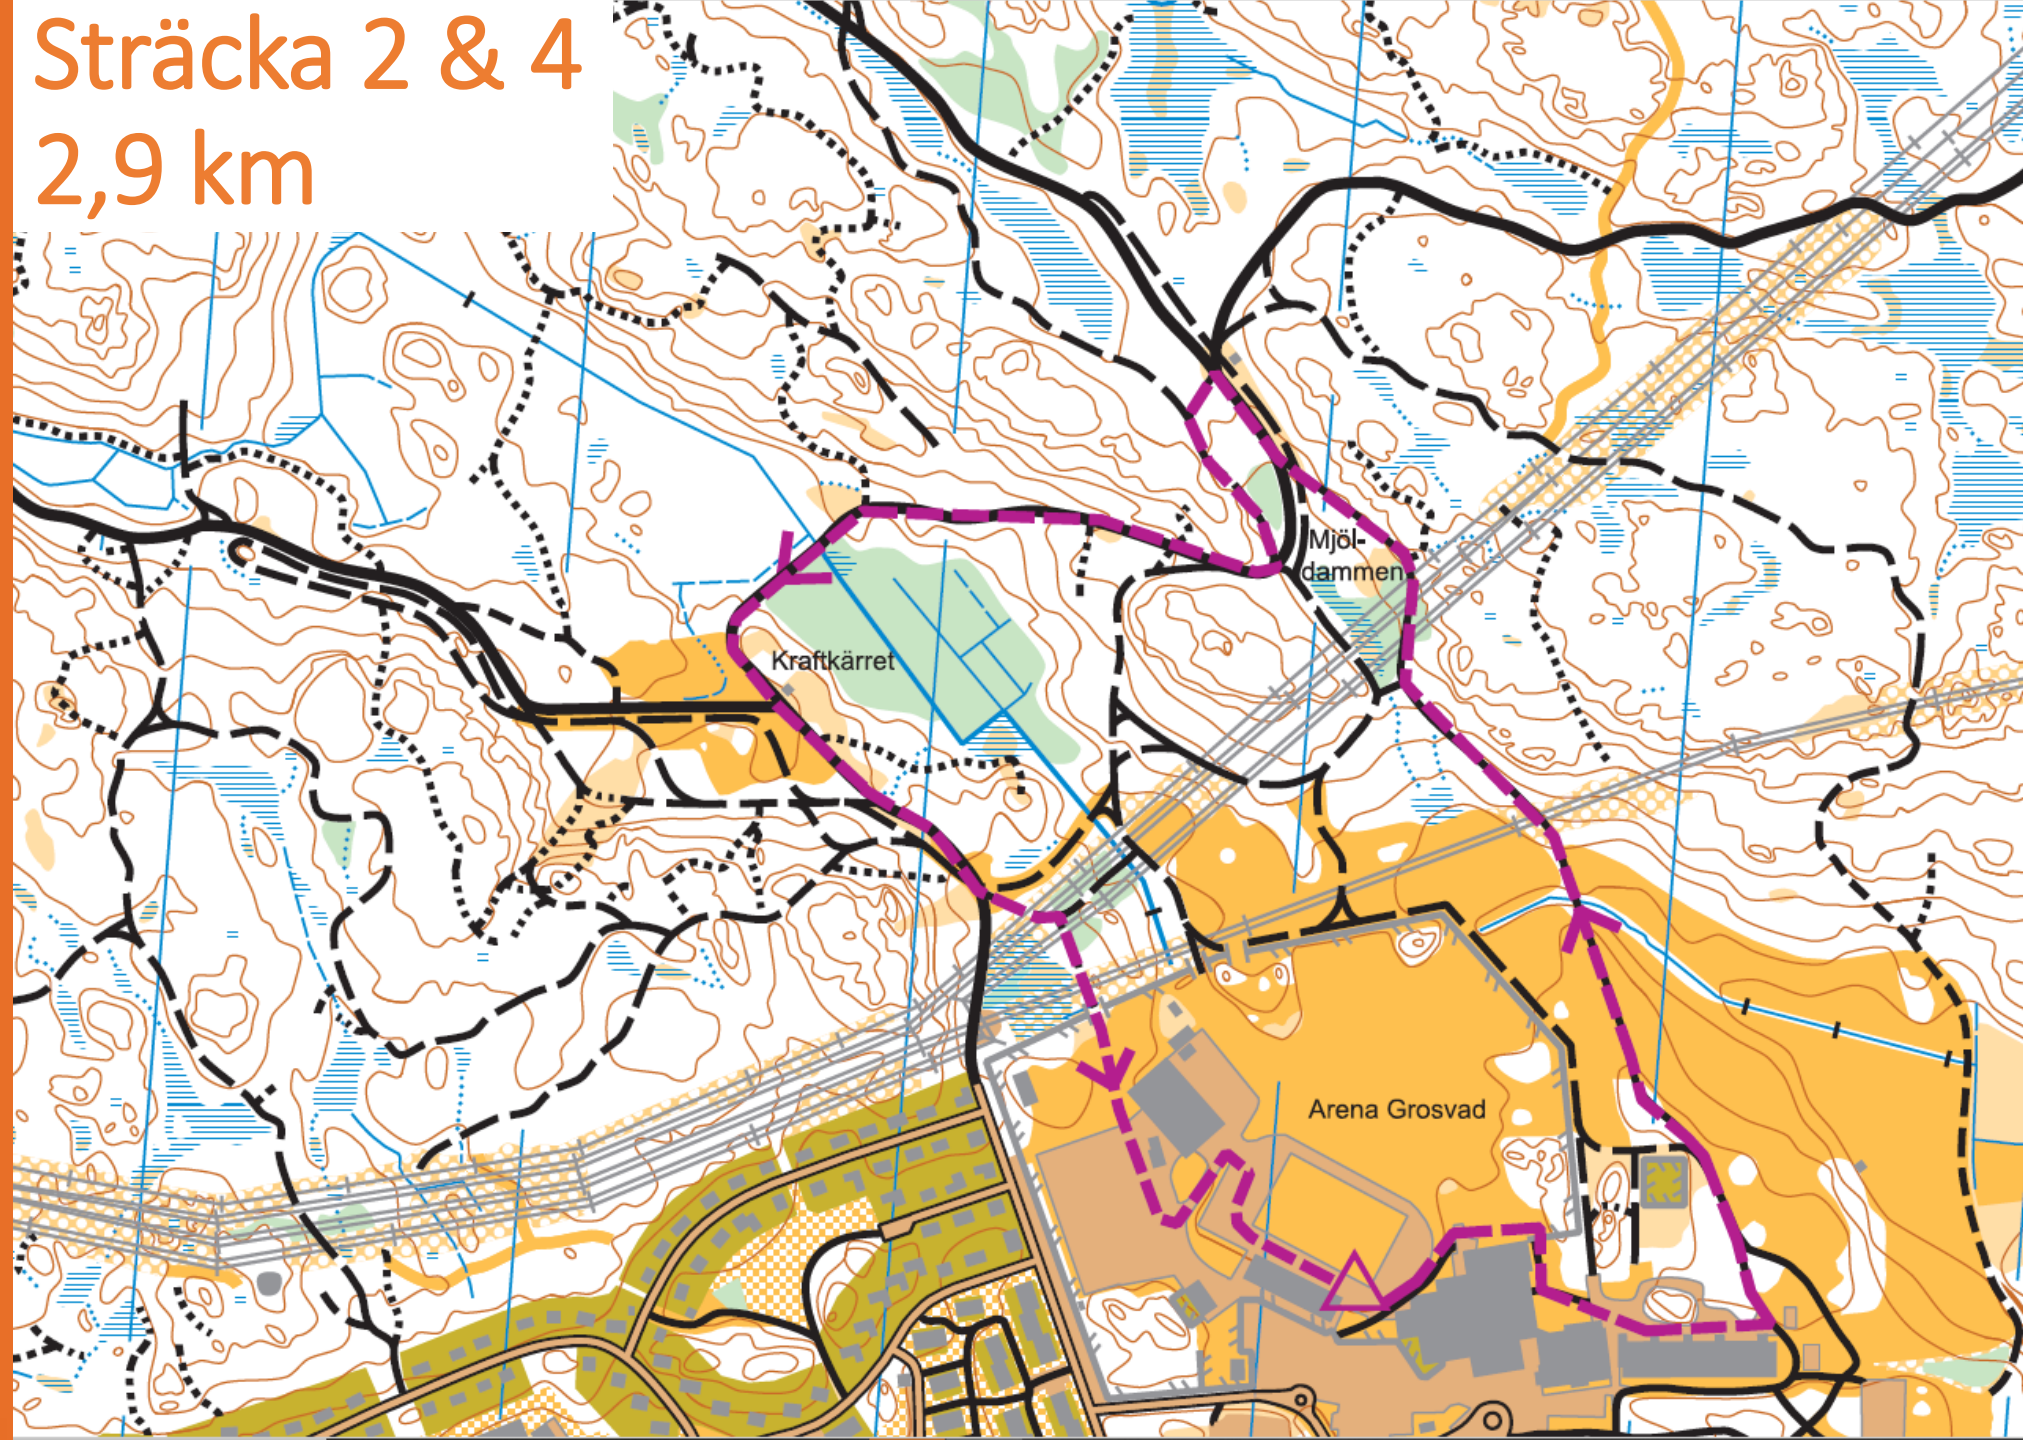 Sträcka 2 & 4
2,9 km
Mjöl-
dammen
Kraftkärret
Arena Grosvad